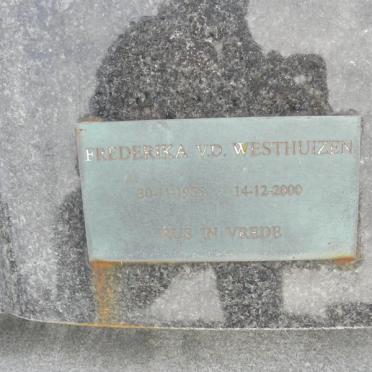 FREDERIKA V.D. WESTHUIZEN
14-12-2000
RUS IN VREDE